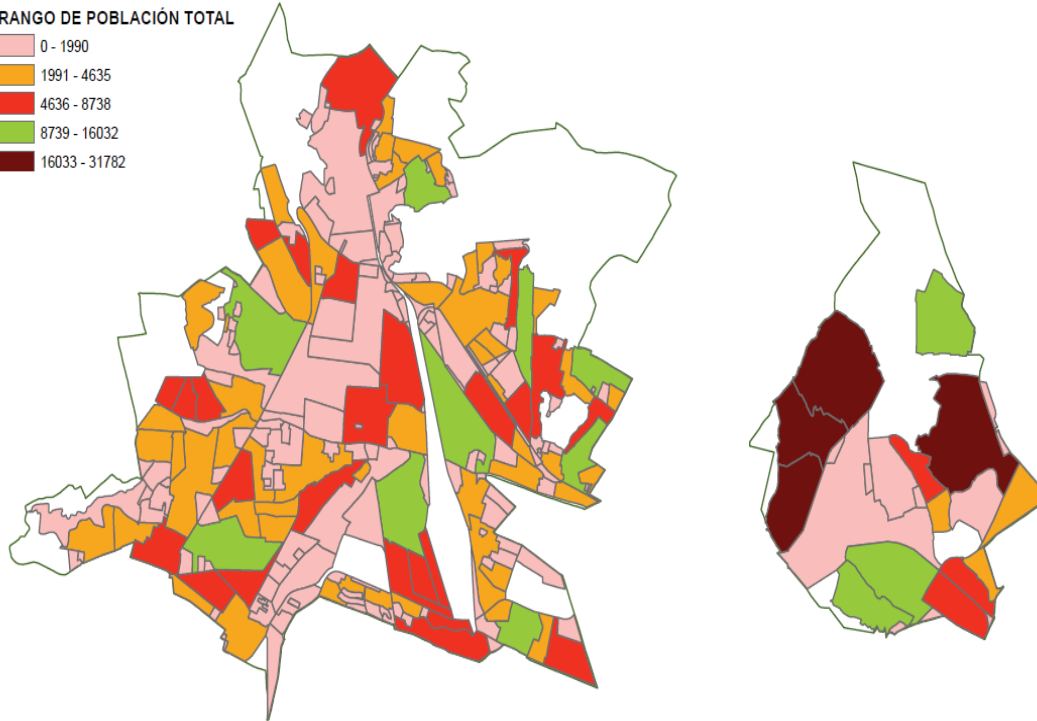 RANGO DE POBLACIÓN TOTAL
0 - 1990
1991 - 4635
4636 - 8738
8739 - 16032
16033 - 31782